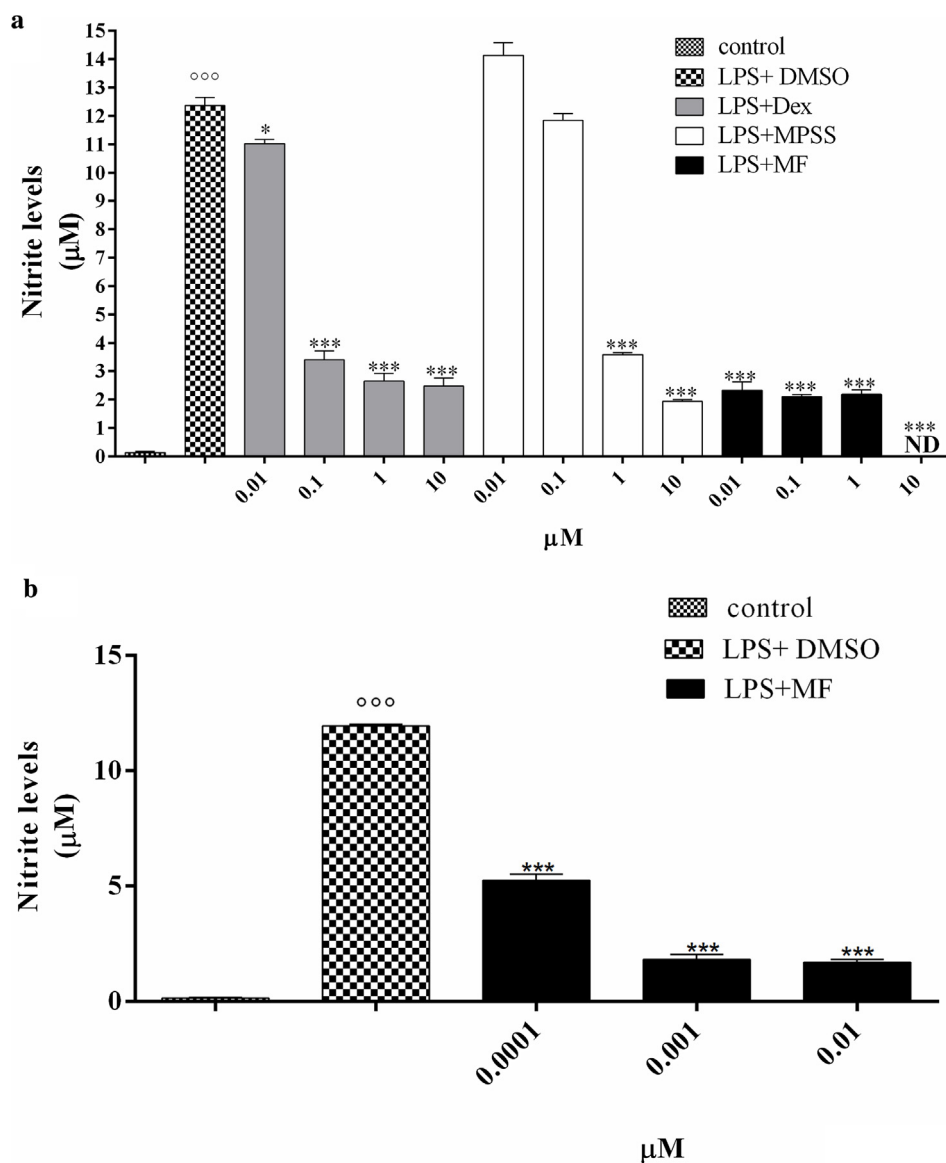 a
15
14
13
12
11
10
9
8
7
6
5
4
3
2
1
0
Nitrite levels
(μM)
°°°
*
***
***
***
***
***
***
***
***
***
ND
control
LPS+ DMSO
LPS+Dex
LPS+MPSS
LPS+MF
0.01
0.1
1
10
0.01
0.1
1
10
0.01
0.1
1
10
μM
b
15
10
5
0
Nitrite levels
(μM)
°°°
***
***
***
control
LPS+ DMSO
LPS+MF
0.0001
0.001
0.01
μM